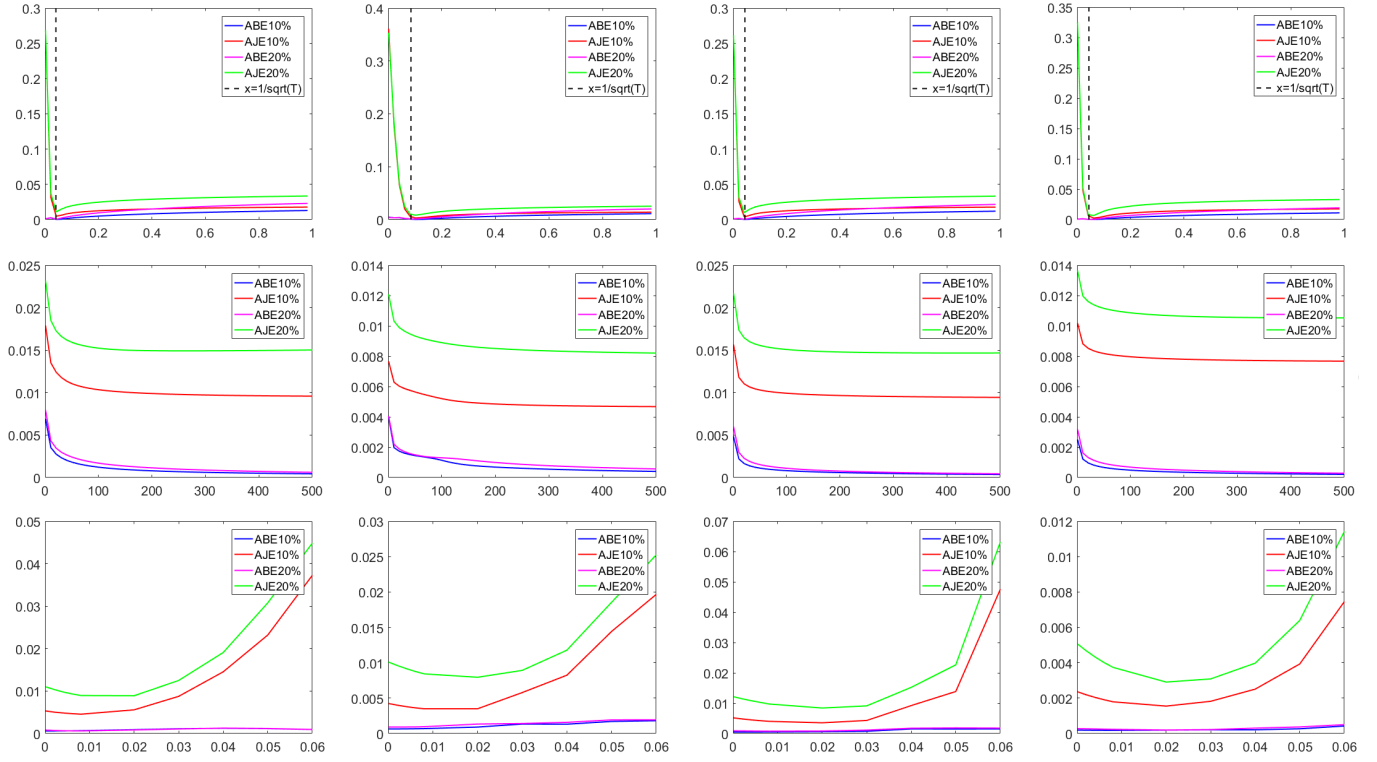 0.3
0.25
0.2
0.15
0.1
0.05
0
0 0.2 0.4 0.6 0.8 1
ABE10%
AJE10%
ABE20%
AJE20%
x=1/sqrt(T)
0.4
0.3
0.2
0.1
0
0 0.2 0.4 0.6 0.8 1
ABE10%
AJE10%
ABE20%
AJE20%
x=1/sqrt(T)
0.3
0.25
0.2
0.15
0.1
0.05
0
0 0.2 0.4 0.6 0.8 1
ABE10%
AJE10%
ABE20%
AJE20%
x=1/sqrt(T)
0.35
0.3
0.25
0.2
0.15
0.1
0.05
0
0 0.2 0.4 0.6 0.8 1
ABE10%
AJE10%
ABE20%
AJE20%
x=1/sqrt(T)
0.025
0.02
0.015
0.01
0.005
0
0 100 200 300 400 500
ABE10%
AJE10%
ABE20%
AJE20%
0.014
0.012
0.01
0.008
0.006
0.004
0.002
0
0 100 200 300 400 500
ABE10%
AJE10%
ABE20%
AJE20%
0.025
0.02
0.015
0.01
0.005
0
0 100 200 300 400 500
ABE10%
AJE10%
ABE20%
AJE20%
0.014
0.012
0.01
0.008
0.006
0.004
0.002
0
0 100 200 300 400 500
ABE10%
AJE10%
ABE20%
AJE20%
0.05
0.04
0.03
0.02
0.01
0
0 0.01 0.02 0.03 0.04 0.05 0.06
ABE10%
AJE10%
ABE20%
AJE20%
0.03
0.025
0.02
0.015
0.01
0.005
0
0 0.01 0.02 0.03 0.04 0.05 0.06
ABE10%
AJE10%
ABE20%
AJE20%
0.07
0.06
0.05
0.04
0.03
0.02
0.01
0
0 0.01 0.02 0.03 0.04 0.05 0.06
ABE10%
AJE10%
ABE20%
AJE20%
0.012
0.01
0.008
0.006
0.004
0.002
0
0 0.01 0.02 0.03 0.04 0.05 0.06
ABE10%
AJE10%
ABE20%
AJE20%